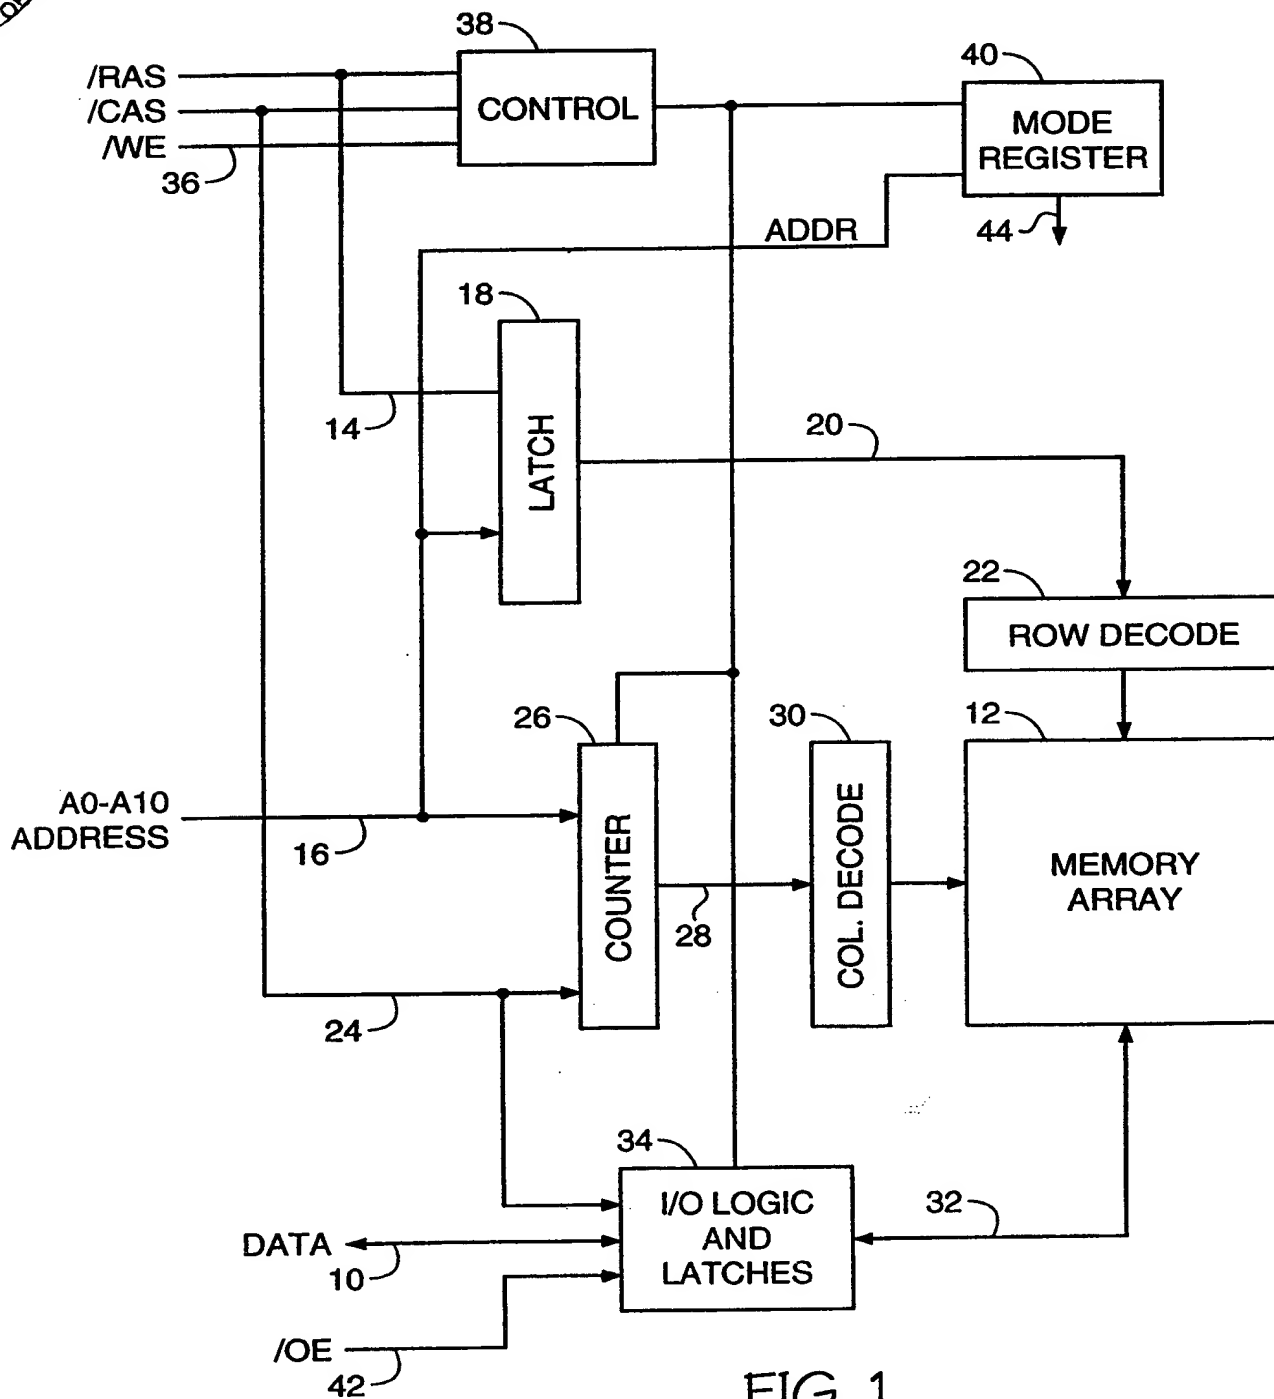 38
/RAS
/CAS
/WE
36
CONTROL
40
MODE
REGISTER
44
ADDR
18
14
LATCH
20
22
ROW DECODE
12
26
30
A0-A10
ADDRESS
16
COUNTER
28
COL. DECODE
MEMORY
ARRAY
24
34
I/O LOGIC
AND
LATCHES
32
DATA
10
/OE
42
FIG. 1